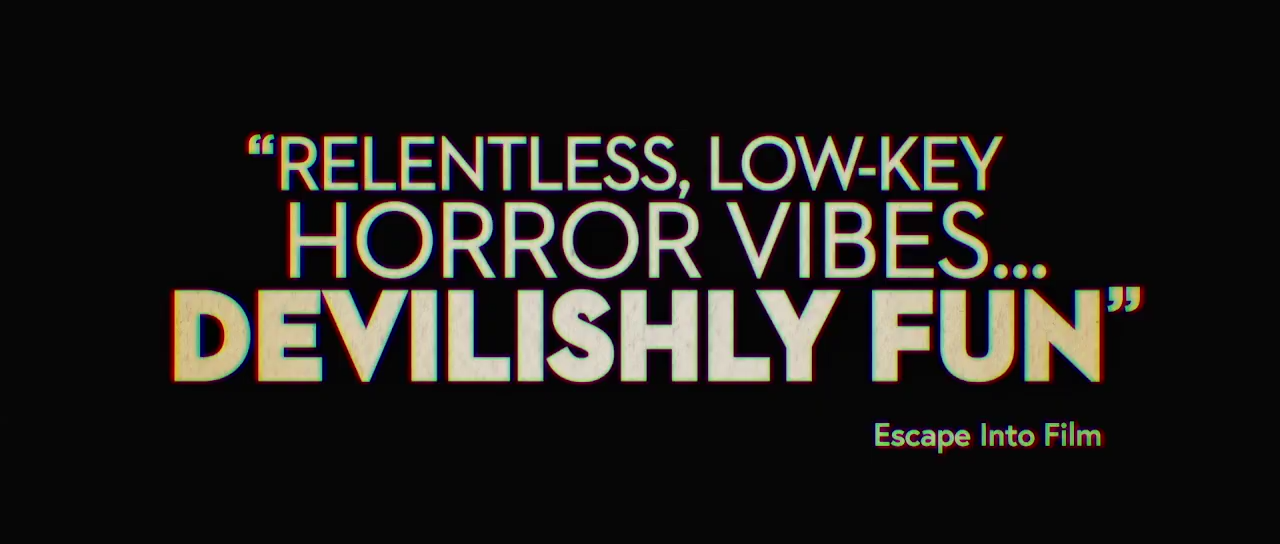 “RELENTLESS, LOW-KEY
HORROR VIBES...
DEVILISHLY FUN”
Escape Into Film